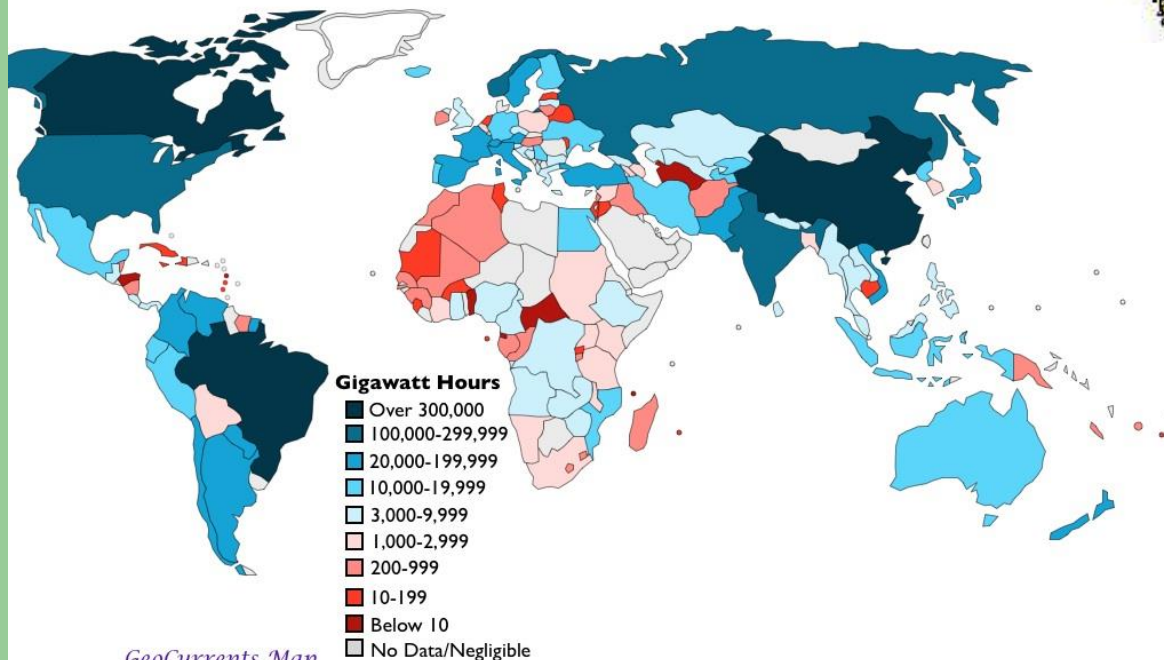 Gigawatt Hours
Over 300,000
100,000-299,999
20,000-199,999
10,000-19,999
3,000-9,999
1,000-2,999
200-999
10-199
Below 10
No Data/Negligible
GeoCurrents Map